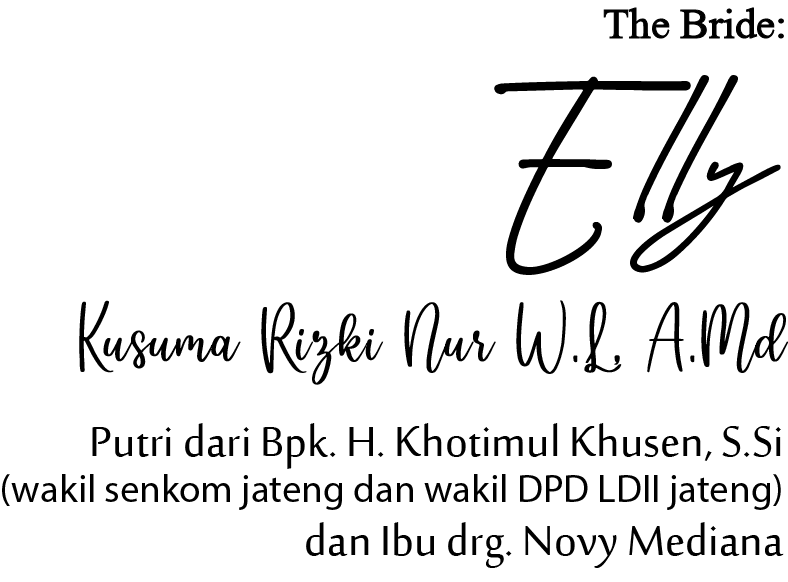 The Bride:
Elly
Kusuma Rizki Nur W.L, A.Md
Putri dari Bpk. H. Khotimul Khusen, S.Si
(wakil senkom jateng dan wakil DPD LDII jateng)
dan Ibu drg. Novy Mediana